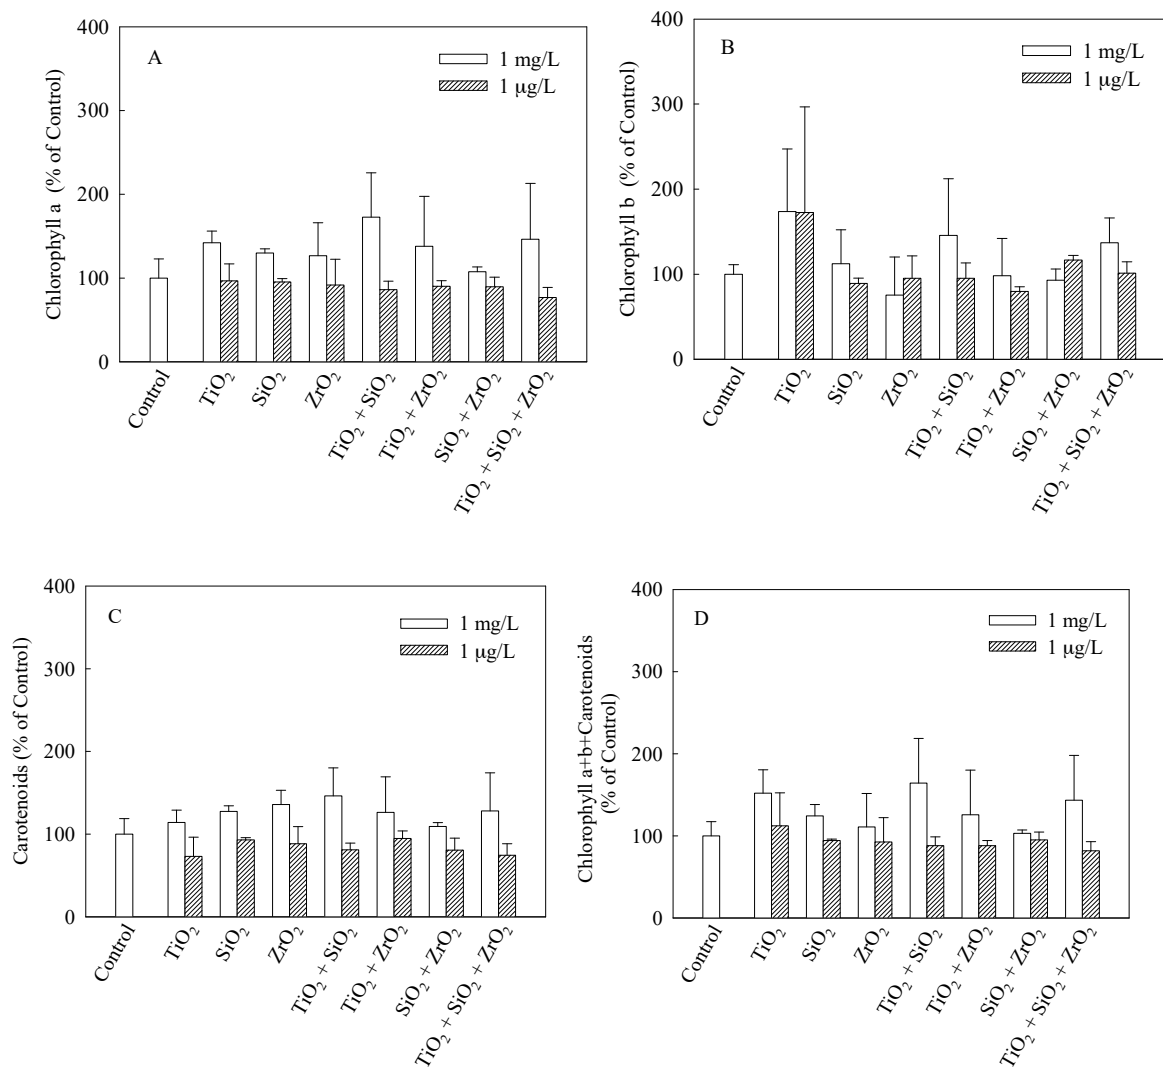 A
Chlorophyll a (% of Control)
400
300
200
100
0
1 mg/L
1 μg/L
Control
TiO₂
SiO₂
ZrO₂
TiO₂ + SiO₂
TiO₂ + ZrO₂
SiO₂ + ZrO₂
TiO₂ + SiO₂ + ZrO₂
B
Chlorophyll b (% of Control)
400
300
200
100
0
1 mg/L
1 μg/L
Control
TiO₂
SiO₂
ZrO₂
TiO₂ + SiO₂
TiO₂ + ZrO₂
SiO₂ + ZrO₂
TiO₂ + SiO₂ + ZrO₂
C
Carotenoids (% of Control)
400
300
200
100
0
1 mg/L
1 μg/L
Control
TiO₂
SiO₂
ZrO₂
TiO₂ + SiO₂
TiO₂ + ZrO₂
SiO₂ + ZrO₂
TiO₂ + SiO₂ + ZrO₂
D
Chlorophyll a+b+Carotenoids
(% of Control)
400
300
200
100
0
1 mg/L
1 μg/L
Control
TiO₂
SiO₂
ZrO₂
TiO₂ + SiO₂
TiO₂ + ZrO₂
SiO₂ + ZrO₂
TiO₂ + SiO₂ + ZrO₂